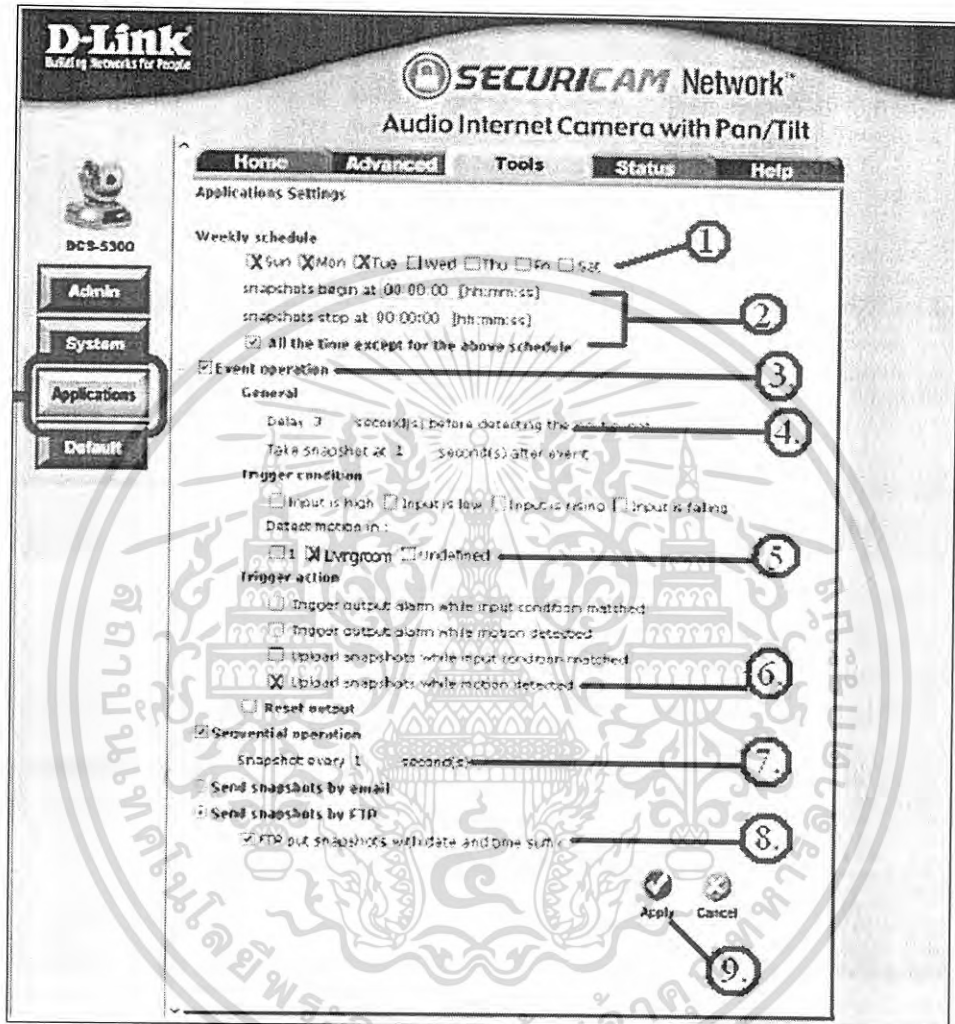 D-Link
Building Networks for People
SECURICAM Network™
Audio Internet Camera with Pan/Tilt
Home Advanced Tools Status Help
DCS-5300
Admin
System
Applications
Default
Applications Settings
Weekly schedule
Sun Mon Tue Wed Thu Fri Sat
1
snapshots begin at 00:00:00 [hh:mm:ss]
snapshots stop at 00:00:00 [hh:mm:ss]
2
All the time except for the above schedule
Event operation
3.
General
Delay 3 second(s) before detecting the
4.
Take snapshot at 1 second(s) after event
Trigger condition
Input is high Input is low Input is rising Input is falling
Detect motion in :
1 Livingroom Undefined
5
Trigger action
Trigger output alarm while input condition matched
Trigger output alarm while motion detected
Upload snapshots while input condition matched
Upload snapshots while motion detected
6.
Reset output
Sequential operation
Snapshot every 1 second(s)
7.
Send snapshots by email
Send snapshots by FTP
FTP put snapshots with date and time suffix
8.
Apply Cancel
9.